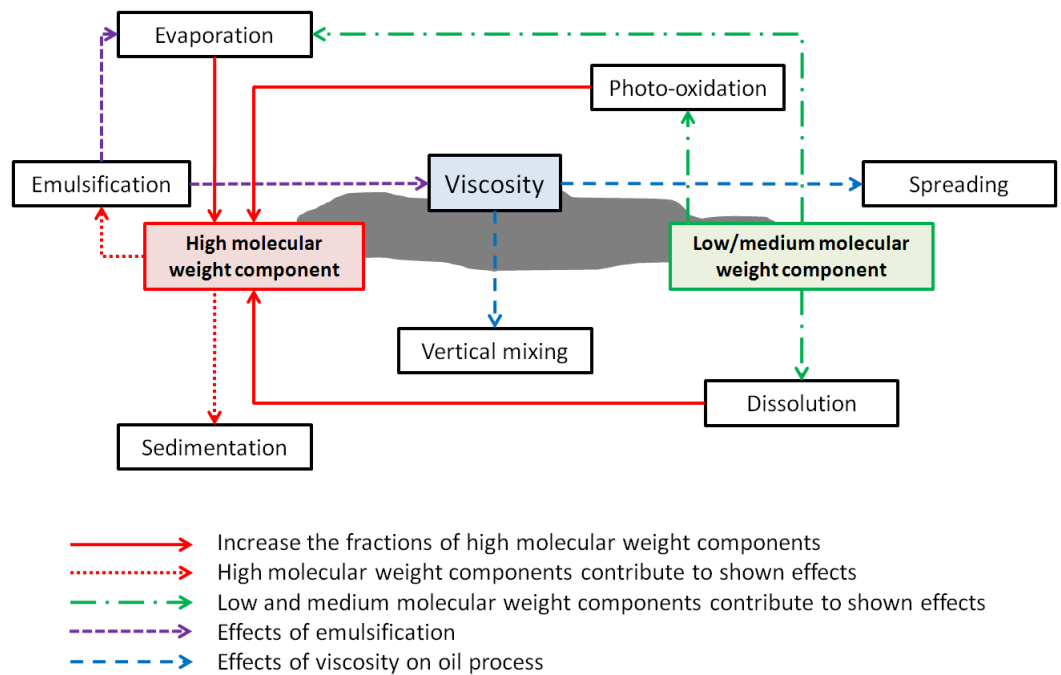 Evaporation
Photo-oxidation
Emulsification
Viscosity
Spreading
High molecular
weight component
Low/medium molecular
weight component
Vertical mixing
Dissolution
Sedimentation
Increase the fractions of high molecular weight components
High molecular weight components contribute to shown effects
Low and medium molecular weight components contribute to shown effects
Effects of emulsification
Effects of viscosity on oil process